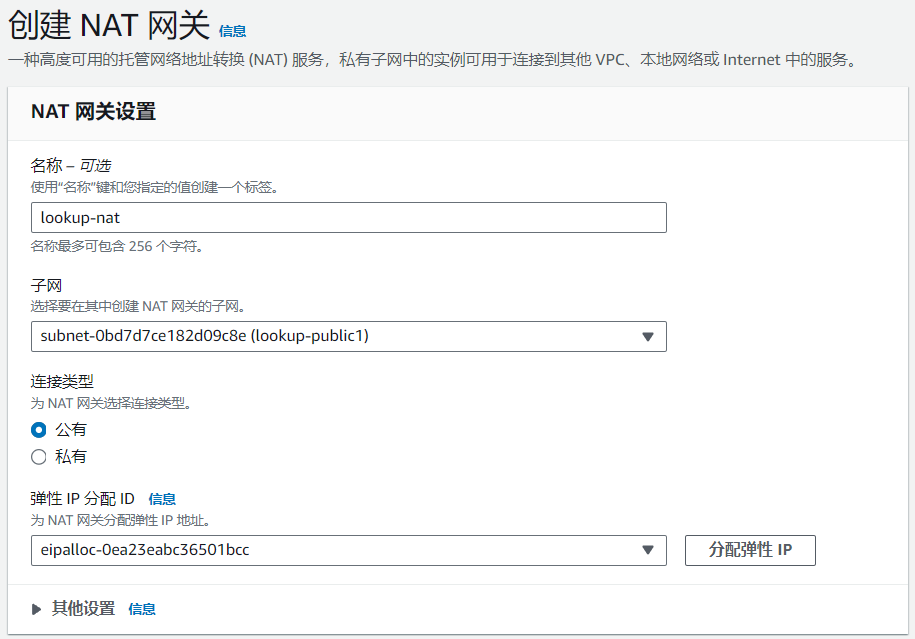 创建 NAT 网关 信息
一种高度可用的托管网络地址转换 (NAT) 服务，私有子网中的实例可用于连接到其他 VPC、本地网络或 Internet 中的服务。
NAT 网关设置
名称 – 可选
使用“名称”键和您指定的值创建一个标签。
lookup-nat
名称最多可包含 256 个字符。
子网
选择要在其中创建 NAT 网关的子网。
subnet-0bd7d7ce182d09c8e (lookup-public1)
连接类型
为 NAT 网关选择连接类型。
公有
私有
弹性 IP 分配 ID 信息
为 NAT 网关分配弹性 IP 地址。
eipalloc-0ea23eabc36501bcc
分配弹性 IP
其他设置 信息